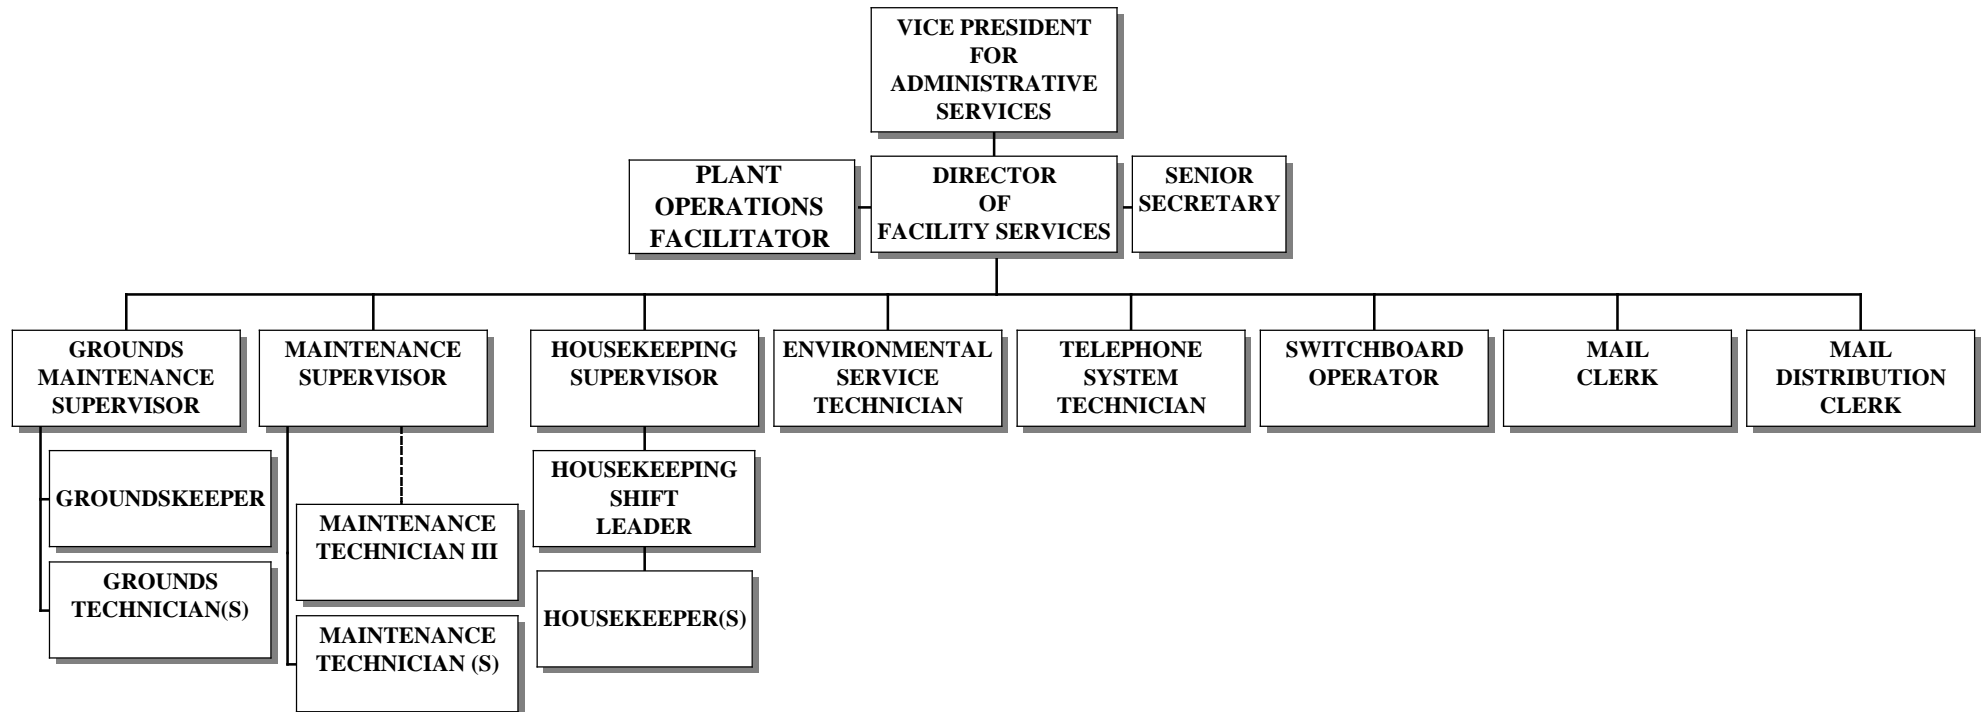 VICE PRESIDENT
FOR
ADMINISTRATIVE
SERVICES
PLANT
OPERATIONS
FACILITATOR
DIRECTOR
OF
FACILITY SERVICES
SENIOR
SECRETARY
GROUNDS
MAINTENANCE
SUPERVISOR
MAINTENANCE
SUPERVISOR
HOUSEKEEPING
SUPERVISOR
ENVIRONMENTAL
SERVICE
TECHNICIAN
TELEPHONE
SYSTEM
TECHNICIAN
SWITCHBOARD
OPERATOR
MAIL
CLERK
MAIL
DISTRIBUTION
CLERK
GROUNDSKEEPER
GROUNDS
TECHNICIAN(S)
MAINTENANCE
TECHNICIAN III
MAINTENANCE
TECHNICIAN (S)
HOUSEKEEPING
SHIFT
LEADER
HOUSEKEEPER(S)